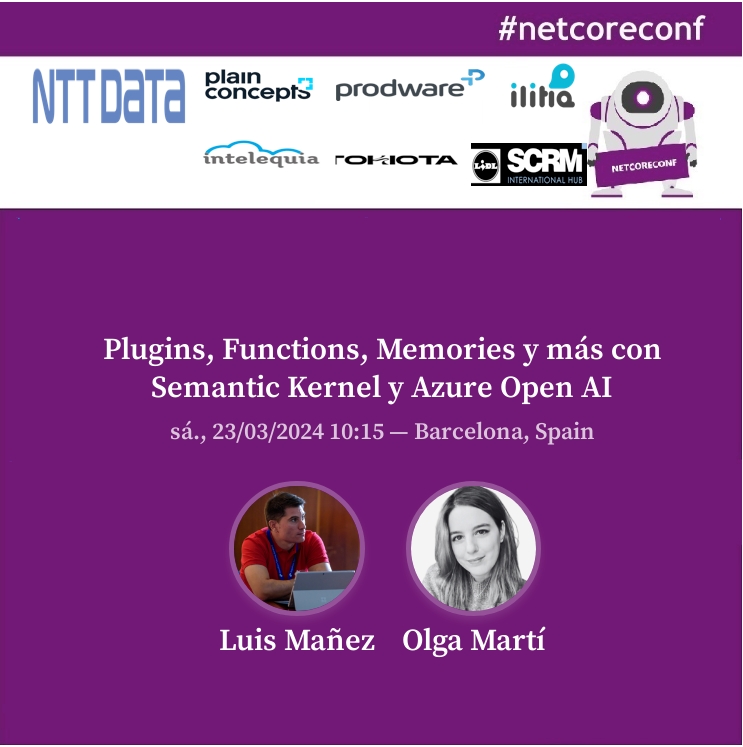 #netcoreconf
NTT DATA
plain
concepts
prodware
ilitia
intelequia
TOKIOTA
LIDL
SCRM
INTERNATIONAL HUB
NETCORECONF
Plugins, Functions, Memories y más con
Semantic Kernel y Azure Open AI
sá., 23/03/2024 10:15 — Barcelona, Spain
Luis Mañez Olga Martí